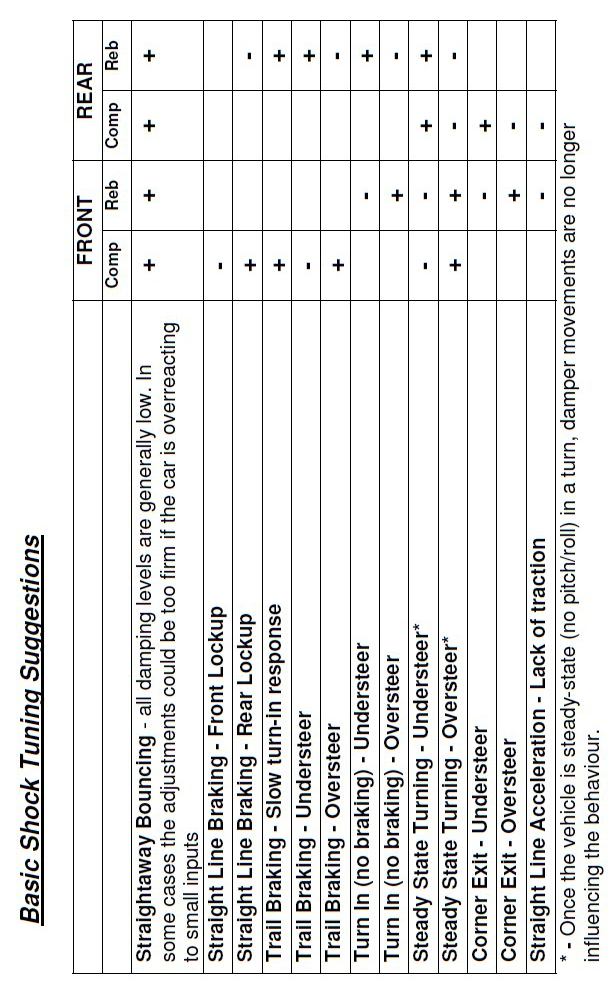 Basic Shock Tuning Suggestions
FRONT REAR
Comp Reb Comp Reb
Straightaway Bouncing - all damping levels are generally low. In + + + +
some cases the adjustments could be too firm if the car is overreacting
to small inputs
Straight Line Braking - Front Lockup -
Straight Line Braking - Rear Lockup + -
Trail Braking - Slow turn-in response + +
Trail Braking - Understeer - +
Trail Braking - Oversteer + -
Turn In (no braking) - Understeer - +
Turn In (no braking) - Oversteer + -
Steady State Turning - Understeer* - - + +
Steady State Turning - Oversteer* + + - -
Corner Exit - Understeer - +
Corner Exit - Oversteer + -
Straight Line Acceleration - Lack of traction - -
* - Once the vehicle is steady-state (no pitch/roll) in a turn, damper movements are no longer
influencing the behaviour.